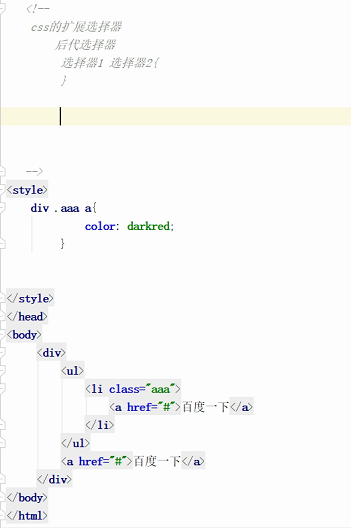 <!--
css的扩展选择器
后代选择器
选择器1 选择器2{
}
-->
<style>
div .aaa a{
color: darkred;
}
</style>
</head>
<body>
<div>
<ul>
<li class="aaa">
<a href="#">百度一下</a>
</li>
</ul>
<a href="#">百度一下</a>
</div>
</body>
</html>